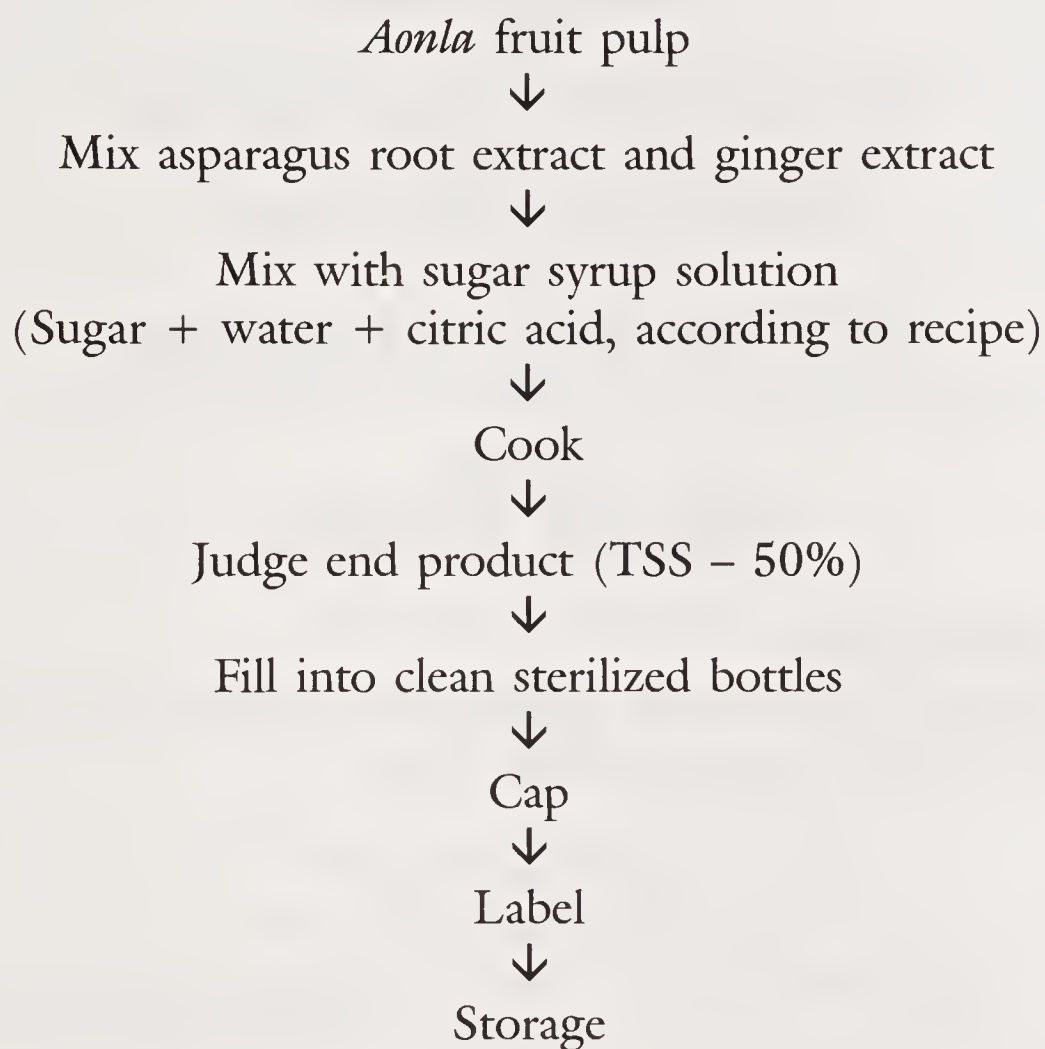 Aonla fruit pulp
↓
Mix asparagus root extract and ginger extract
↓
Mix with sugar syrup solution
(Sugar + water + citric acid, according to recipe)
↓
Cook
↓
Judge end product (TSS – 50%)
↓
Fill into clean sterilized bottles
↓
Cap
↓
Label
↓
Storage